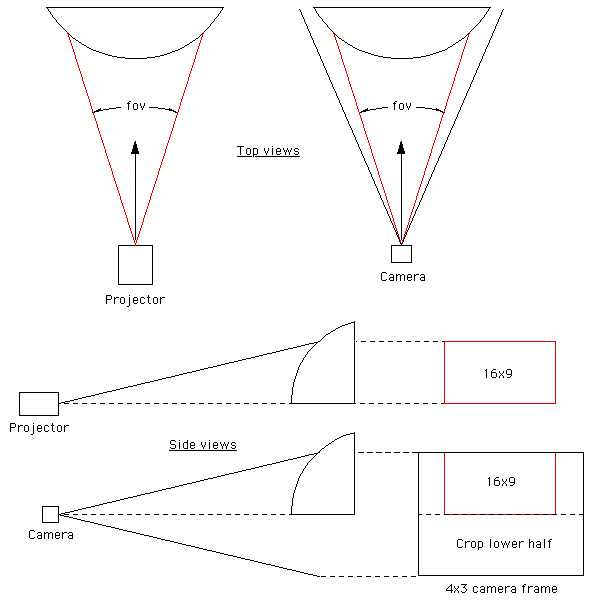 fov
fov
Top views
Projector
Camera
16x9
Projector
Side views
16x9
Camera
Crop lower half
4x3 camera frame